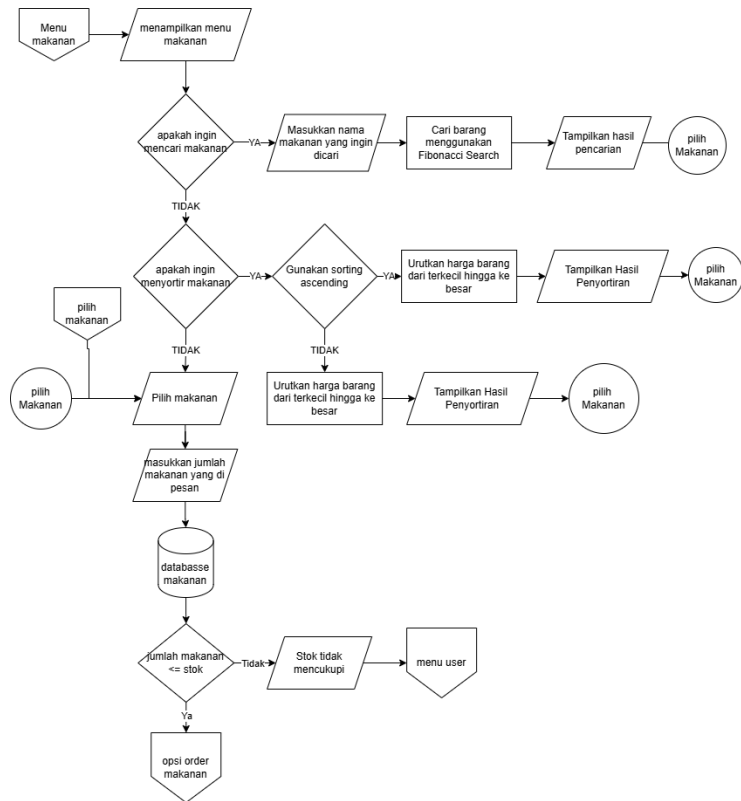 Menu
makanan
menampilkan menu
makanan
apakah ingin
mencari makanan
YA
Masukkan nama
makanan yang ingin
dicari
Cari barang
menggunakan
Fibonacci Search
Tampilkan hasil
pencarian
pilih
Makanan
TIDAK
apakah ingin
menyortir makanan
YA
Gunakan sorting
ascending
YA
Urutkan harga barang
dari terkecil hingga ke
besar
Tampilkan Hasil
Penyortiran
pilih
Makanan
pilih
makanan
TIDAK
TIDAK
pilih
Makanan
Pilih makanan
Urutkan harga barang
dari terkecil hingga ke
besar
Tampilkan Hasil
Penyortiran
pilih
Makanan
masukkan jumlah
makanan yang di
pesan
databasse
makanan
jumlah makanan
<= stok
Tidak
Stok tidak
mencukupi
menu user
Ya
opsi order
makanan